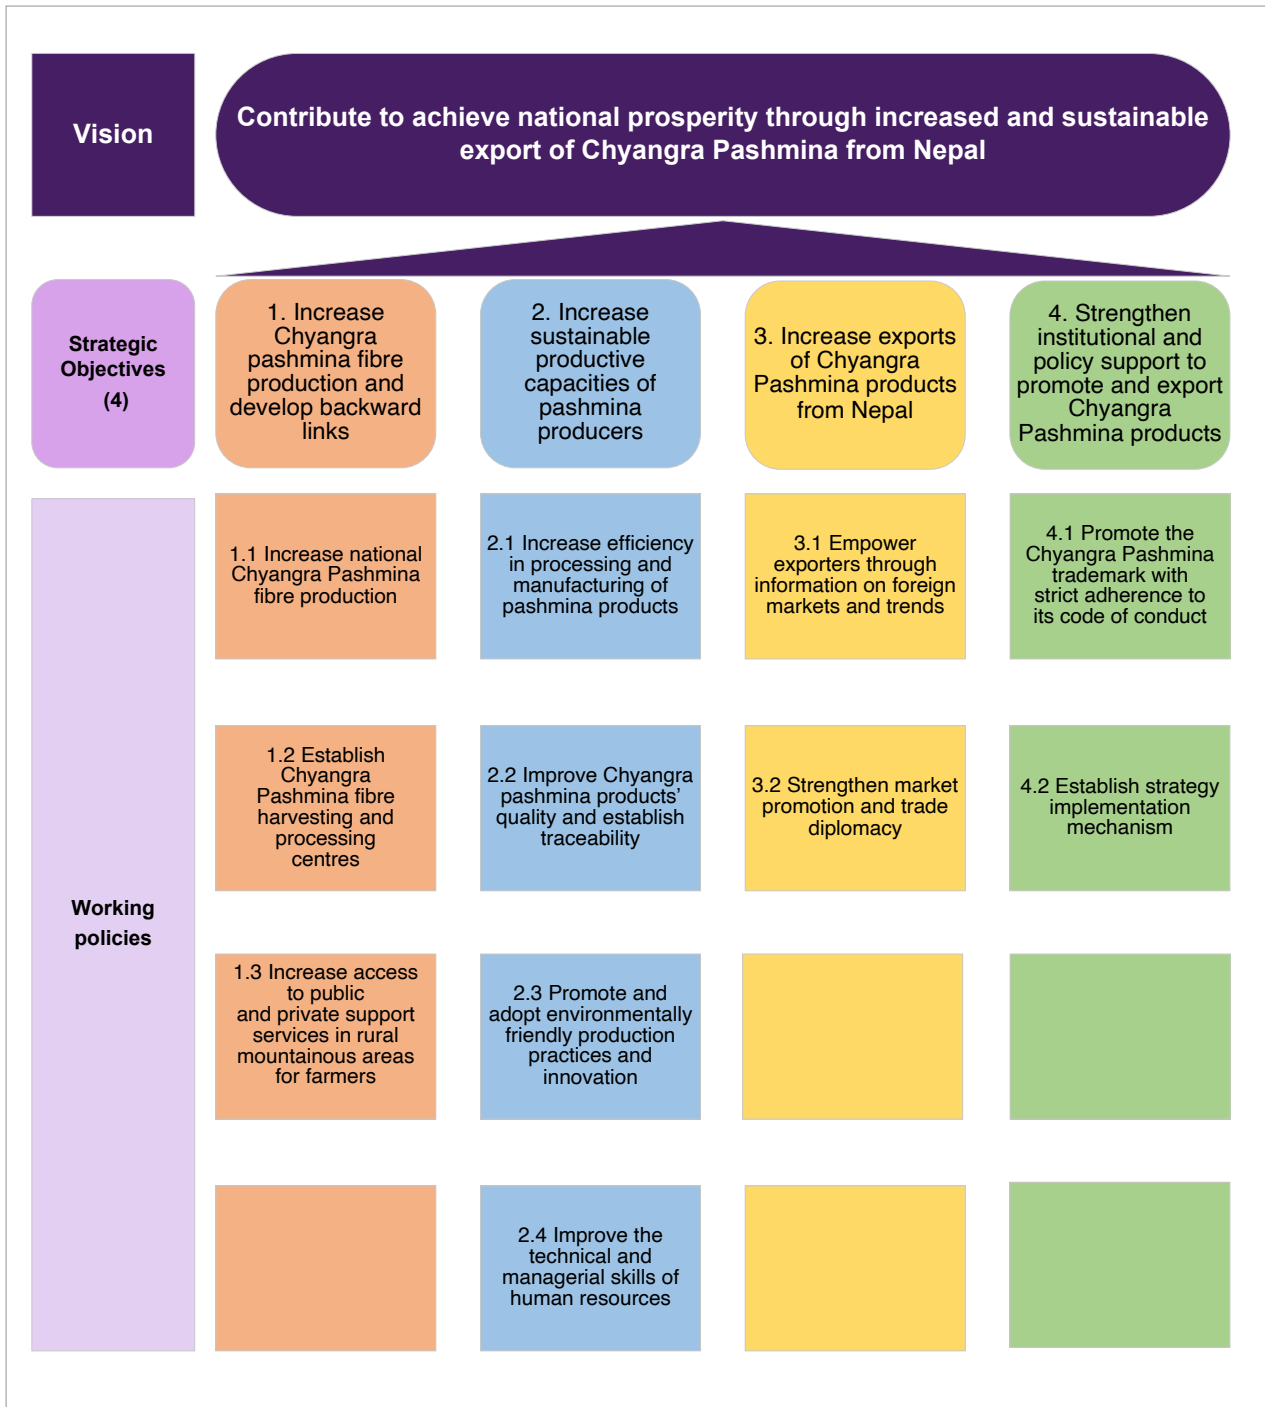 Vision
Contribute to achieve national prosperity through increased and sustainable
export of Chyangra Pashmina from Nepal
Strategic
Objectives
(4)
1. Increase
Chyangra
pashmina fibre
production and
develop backward
links
2. Increase
sustainable
productive
capacities of
pashmina
producers
3. Increase exports
of Chyangra
Pashmina products
from Nepal
4. Strengthen
institutional and
policy support to
promote and export
Chyangra
Pashmina products
Working
policies
1.1 Increase national
Chyangra Pashmina
fibre production
2.1 Increase efficiency
in processing and
manufacturing of
pashmina products
3.1 Empower
exporters through
information on foreign
markets and trends
4.1 Promote the
Chyangra Pashmina
trademark with
strict adherence to
its code of conduct
1.2 Establish
Chyangra
Pashmina fibre
harvesting and
processing
centres
2.2 Improve Chyangra
pashmina products’
quality and establish
traceability
3.2 Strengthen market
promotion and trade
diplomacy
4.2 Establish strategy
implementation
mechanism
1.3 Increase access
to public
and private support
services in rural
mountainous areas
for farmers
2.3 Promote and
adopt environmentally
friendly production
practices and
innovation
2.4 Improve the
technical and
managerial skills of
human resources